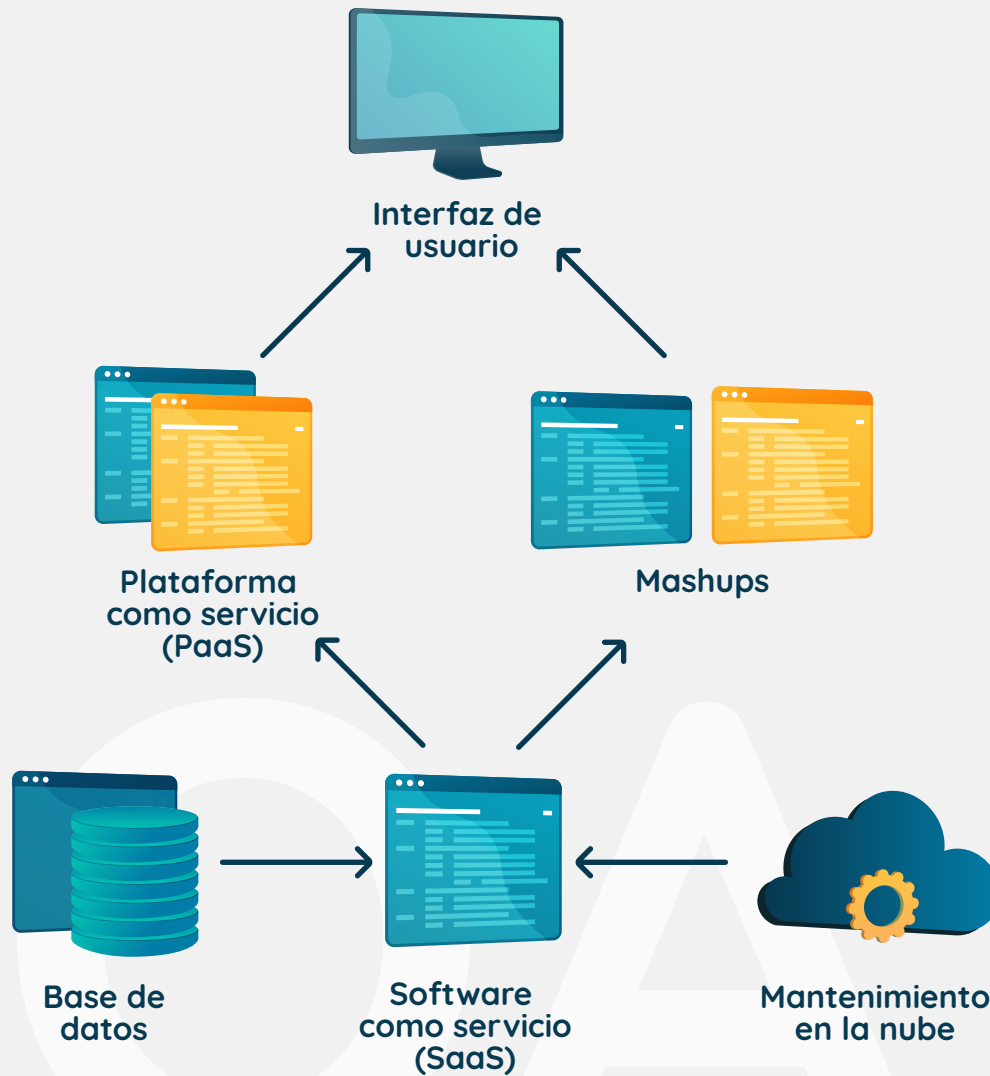 Interfaz de
usuario
Plataforma
como servicio
(PaaS)
Mashups
Base de
datos
Software
como servicio
(SaaS)
Mantenimiento
en la nube
OA